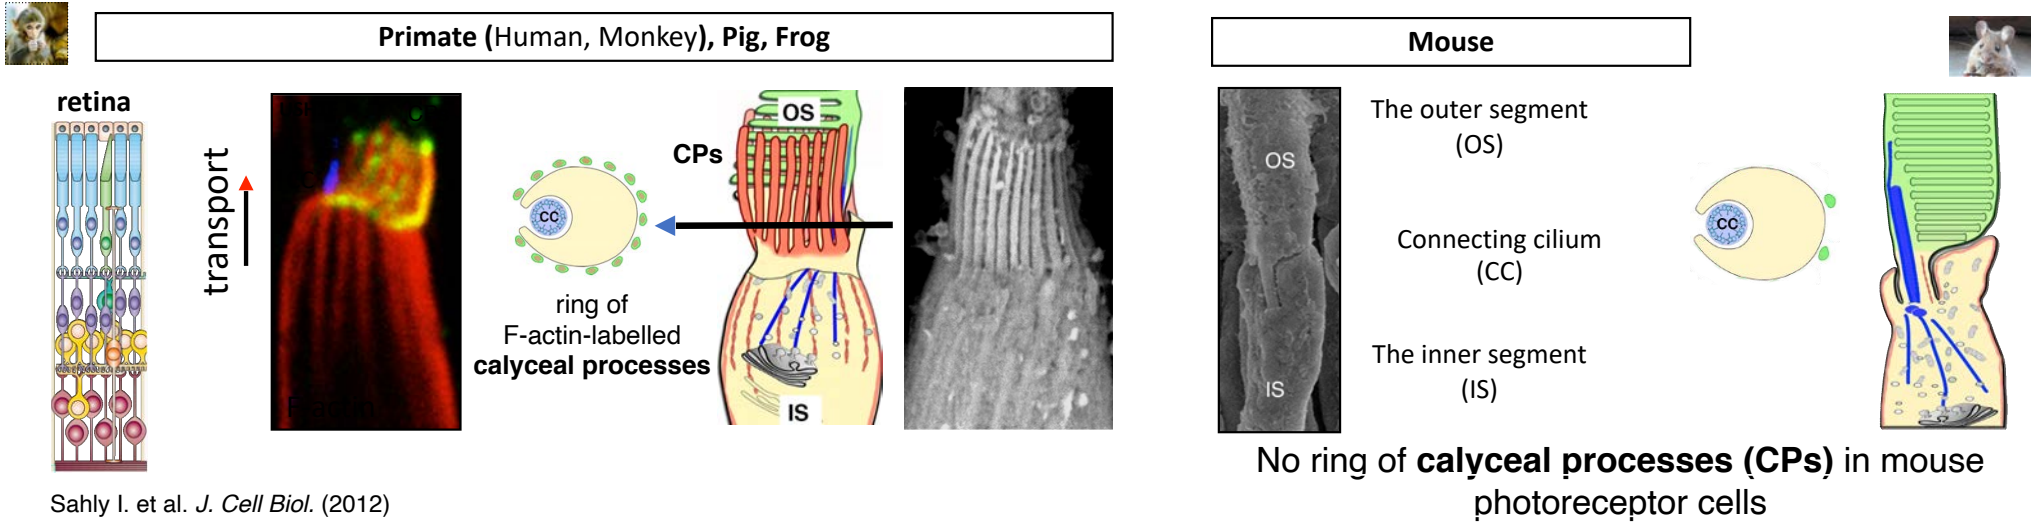 Primate (Human, Monkey), Pig, Frog
retina
transport
CC
ring of
F-actin-labelled
calyceal processes
CPs
OS
IS
Sahly I. et al. J. Cell Biol. (2012)
Mouse
OS
IS
The outer segment
(OS)
Connecting cilium
(CC)
The inner segment
(IS)
CC
No ring of calyceal processes (CPs) in mouse
photoreceptor cells